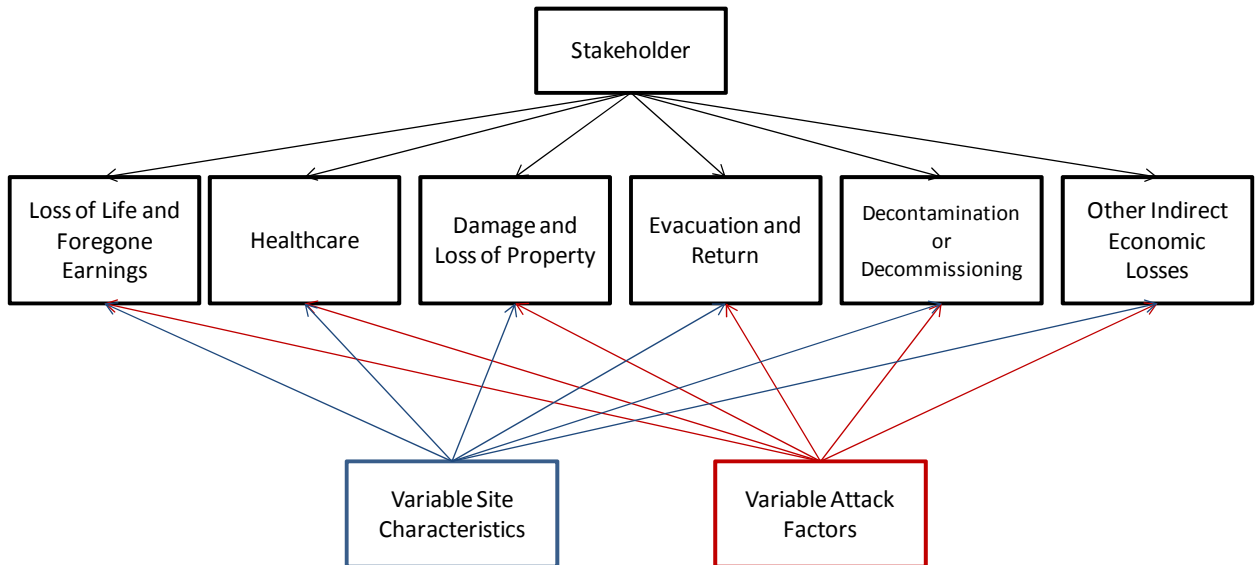 Stakeholder
Loss of Life and
Foregone
Earnings
Healthcare
Damage and
Loss of Property
Evacuation and
Return
Decontamination
or
Decommissioning
Other Indirect
Economic
Losses
Variable Site
Characteristics
Variable Attack
Factors